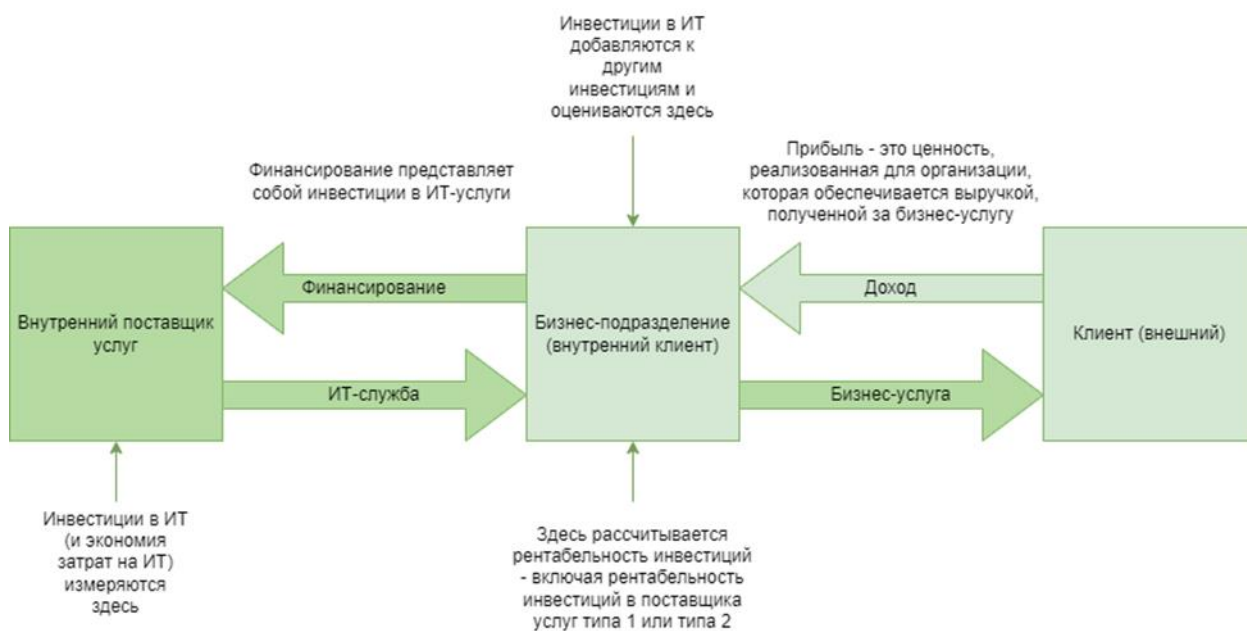 Инвестиции в ИТ
добавляются к
другим
инвестициям и
оцениваются здесь
Финансирование представляет
собой инвестиции в ИТ-услуги
Прибыль - это ценность,
реализованная для организации,
которая обеспечивается выручкой,
полученной за бизнес-услугу
Внутренний поставщик
услуг
Финансирование
ИТ-служба
Бизнес-подразделение
(внутренний клиент)
Доход
Бизнес-услуга
Клиент (внешний)
Инвестиции в ИТ
(и экономия
затрат на ИТ)
измеряются
здесь
Здесь рассчитывается
рентабельность инвестиций
- включая рентабельность
инвестиций в поставщика
услуг типа 1 или типа 2